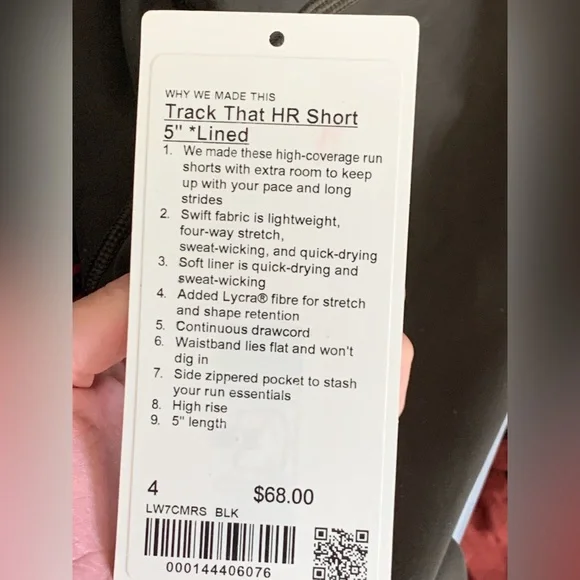 WHY WE MADE THIS
Track That HR Short
5" *Lined
1. We made these high-coverage run
shorts with extra room to keep
up with your pace and long
strides
2. Swift fabric is lightweight,
four-way stretch,
sweat-wicking, and quick-drying
3. Soft liner is quick-drying and
sweat-wicking
4. Added Lycra® fibre for stretch
and shape retention
5. Continuous drawcord
6. Waistband lies flat and won't
dig in
7. Side zippered pocket to stash
your run essentials
8. High rise
9. 5" length
4 $68.00
LW7CMRS BLK
000144406076